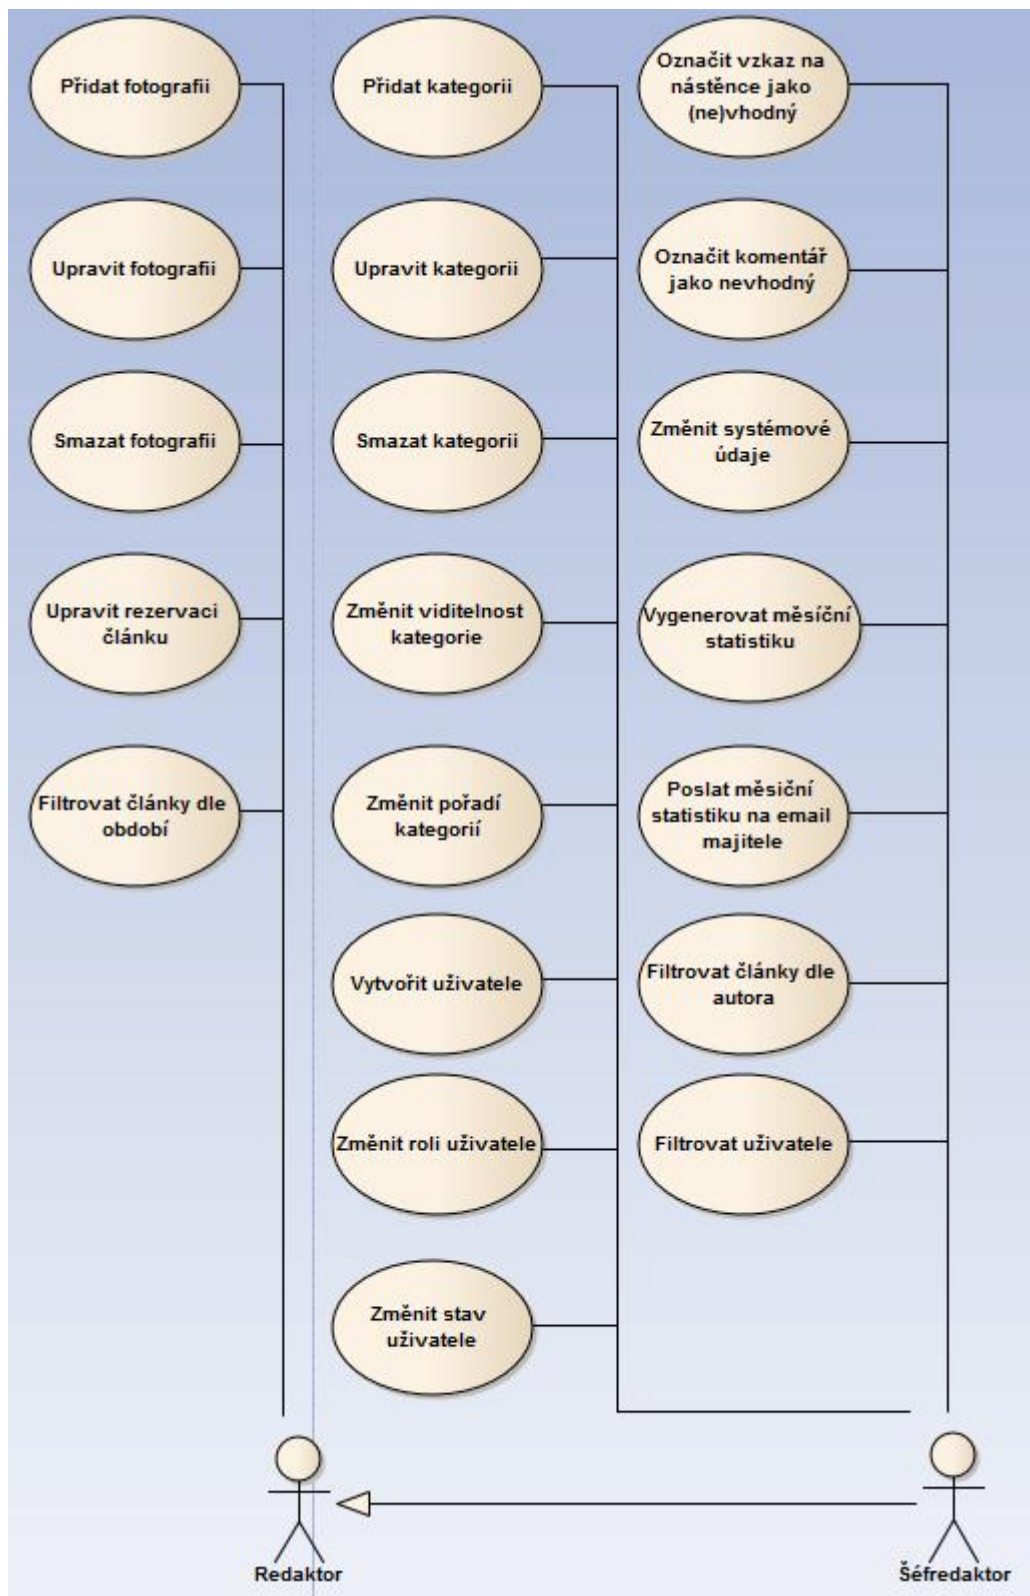 Přidat fotografii
Upravit fotografii
Smazat fotografii
Upravit rezervaci
článku
Filtrovat články dle
období
Přidat kategorii
Upravit kategorii
Smazat kategorii
Změnit viditelnost
kategorie
Změnit pořadí
kategorií
Vytvořit uživatele
Změnit roli uživatele
Změnit stav
uživatele
Označit vzkaz na
nástěnce jako
(ne)vhodný
Označit komentář
jako nevhodný
Změnit systémové
údaje
Vygenerovat měsíční
statistiku
Poslat měsiční
statistiku na email
majitele
Filtrovat články dle
autora
Filtrovat uživatele
Redaktor
Šéfredaktor